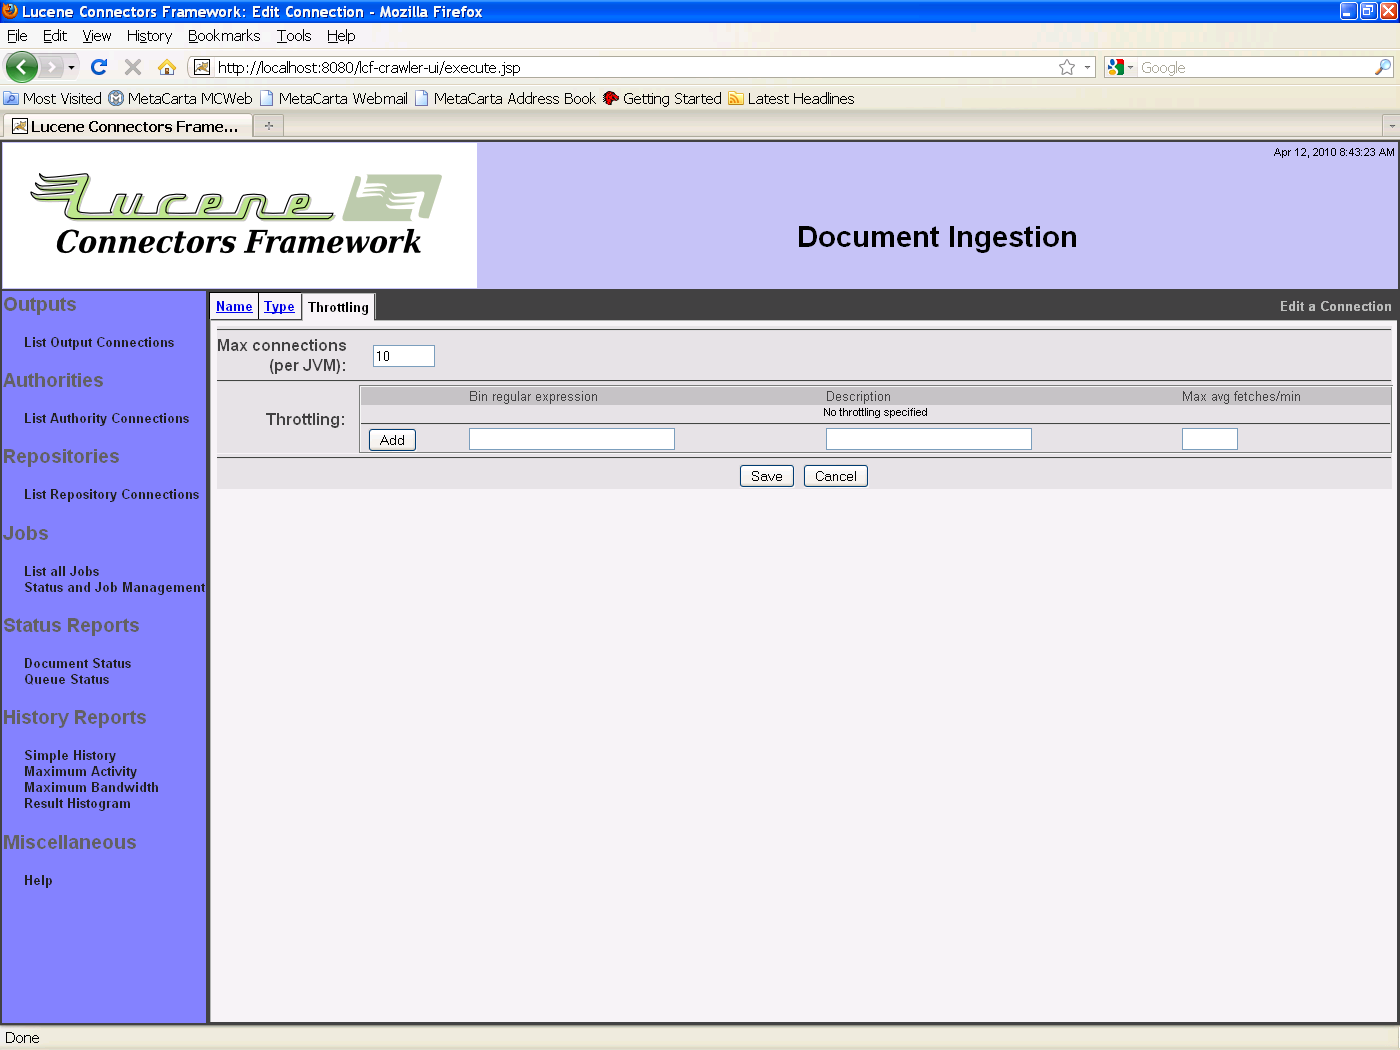 Lucene Connectors Framework: Edit Connection - Mozilla Firefox
File Edit View History Bookmarks Tools Help
http://localhost:8080/lcf-crawler-ui/execute.jsp
Google
Most Visited MetaCarta MCWeb MetaCarta Webmail MetaCarta Address Book Getting Started Latest Headlines
Lucene Connectors Frame...
Apr 12, 2010 8:43:23 AM
Lucene
Connectors Framework
Document Ingestion
Outputs
List Output Connections
Authorities
List Authority Connections
Repositories
List Repository Connections
Jobs
List all Jobs
Status and Job Management
Status Reports
Document Status
Queue Status
History Reports
Simple History
Maximum Activity
Maximum Bandwidth
Result Histogram
Miscellaneous
Help
Name Type Throttling
Edit a Connection
Max connections
(per JVM): 10
Throttling:
Bin regular expression Description Max avg fetches/min
No throttling specified
Add
Save Cancel
Done